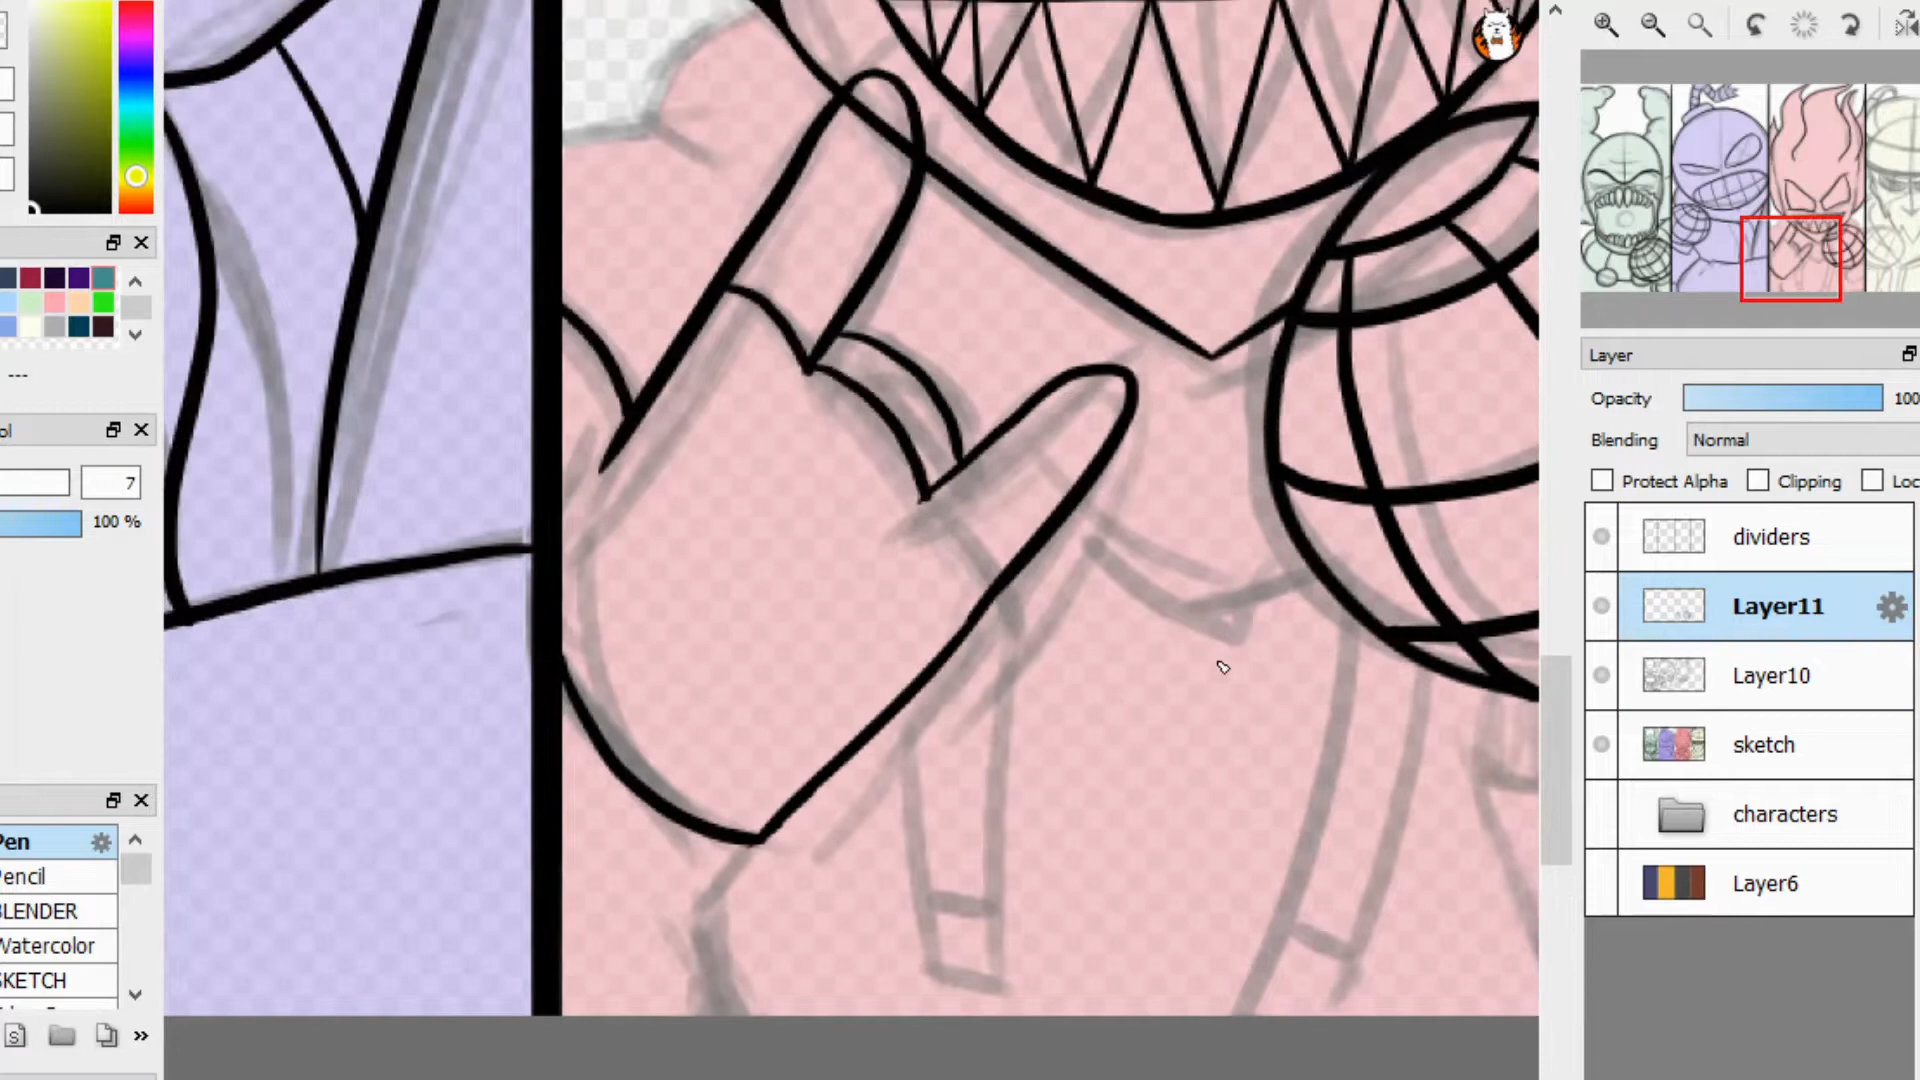 ---
ol
7
100 %
Pen
Pencil
BLENDER
Watercolor
SKETCH
Layer
Opacity
100
Blending
Normal
Protect Alpha
Clipping
Loc
dividers
Layer11
Layer10
sketch
characters
Layer6